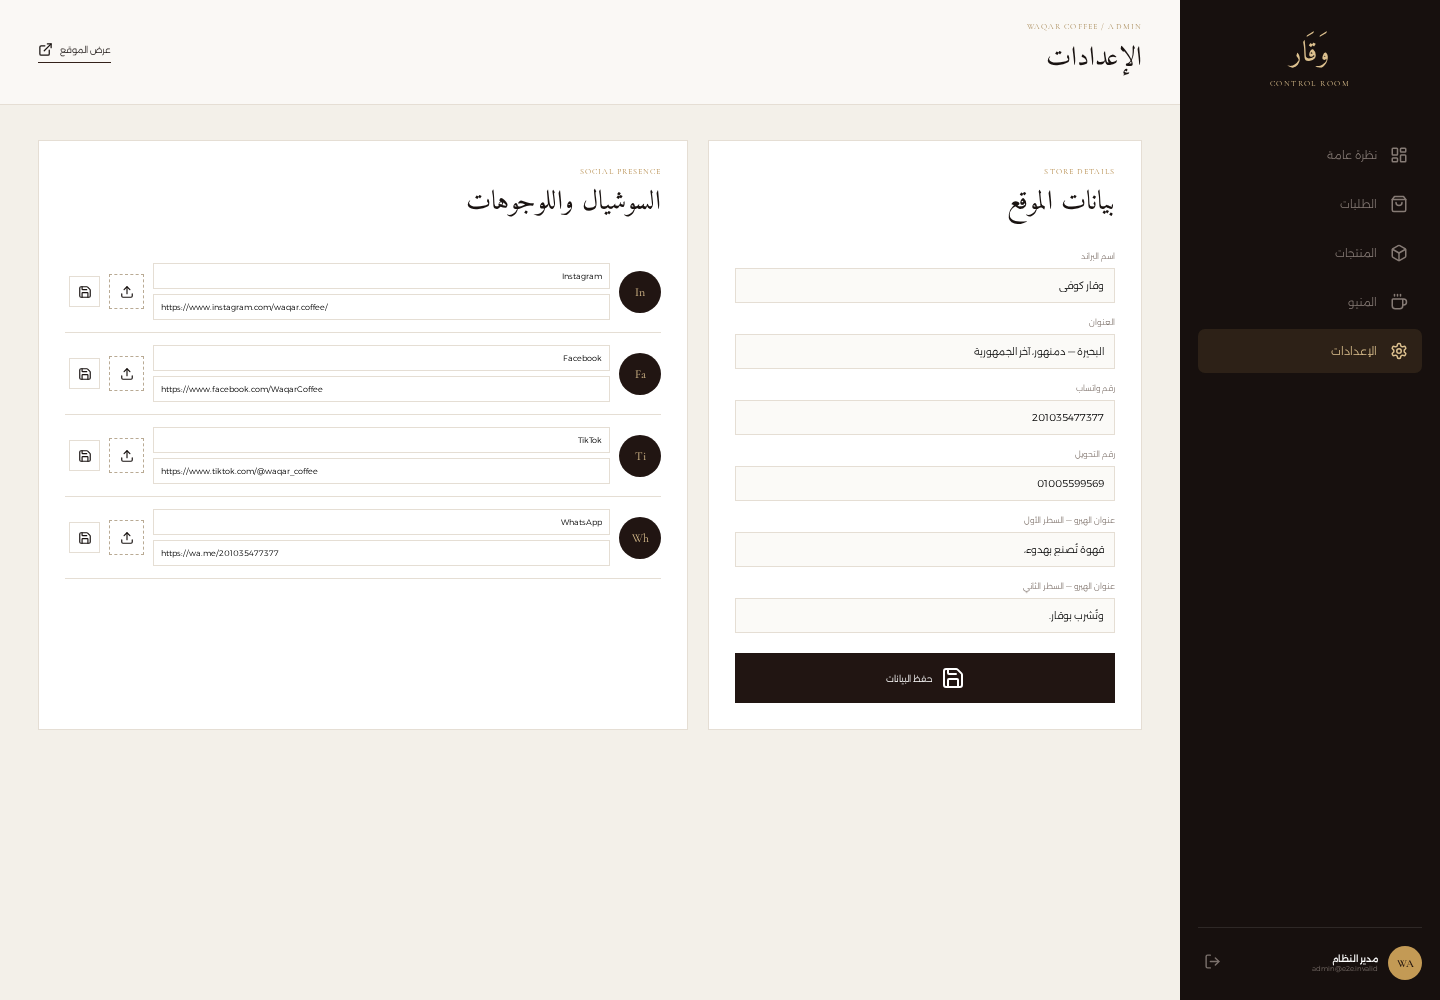 وَقَار
CONTROL ROOM
نظرة عامة
الطلبات
المنتجات
المنيو
الإعدادات
WA
مدير النظام
admin@e2e.invalid
WAQAR COFFEE / ADMIN
الإعدادات
عرض الموقع
STORE DETAILS
بيانات الموقع
اسم البراند
وقار كوفي
العنوان
البحيرة — دمنهور، آخر الجمهورية
رقم واتساب
201035477377
رقم التحويل
01005599569
عنوان الهيرو — السطر الأول
قهوة تُصنع بهدوء،
عنوان الهيرو — السطر الثاني
وتُشرب بوقار.
حفظ البيانات
SOCIAL PRESENCE
السوشيال واللوجوهات
In
Instagram
https://www.instagram.com/waqar.coffee/
Fa
Facebook
https://www.facebook.com/WaqarCoffee
Ti
TikTok
https://www.tiktok.com/@waqar_coffee
Wh
WhatsApp
https://wa.me/201035477377